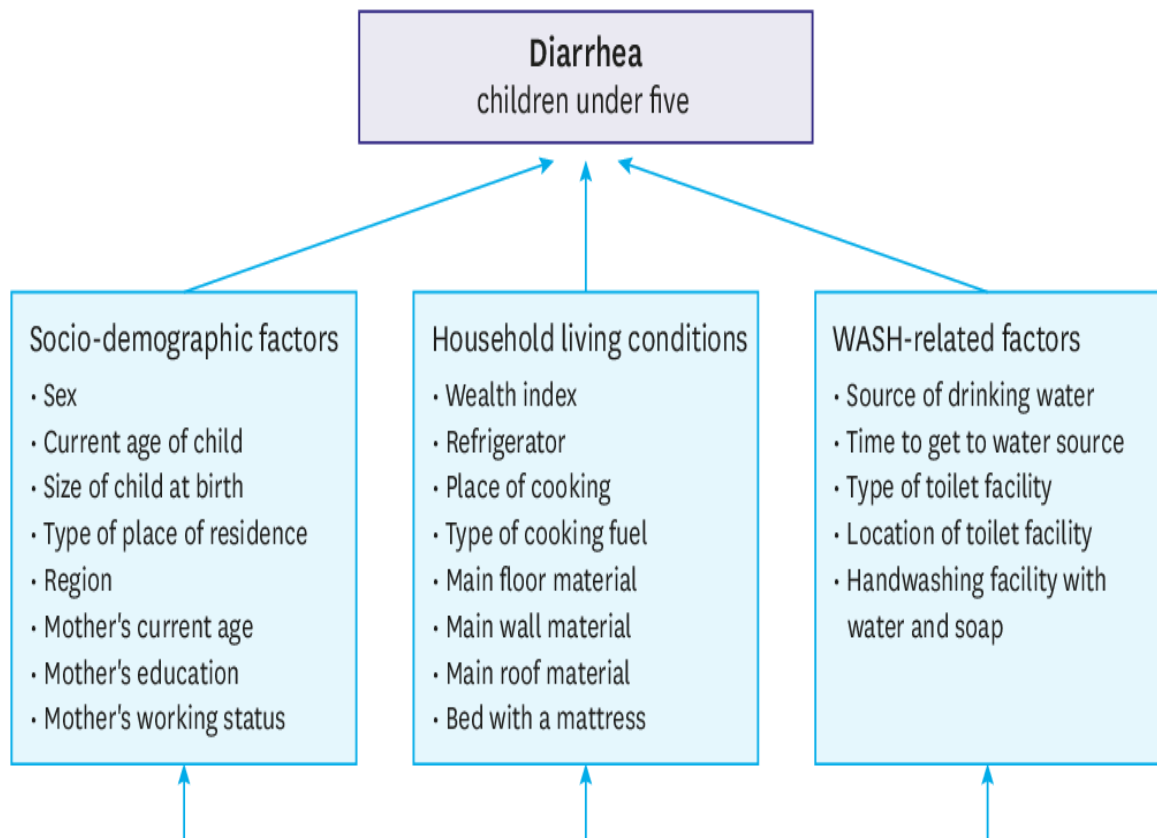 Diarrhea
children under five
Socio-demographic factors
· Sex
· Current age of child
· Size of child at birth
· Type of place of residence
· Region
· Mother's current age
· Mother's education
· Mother's working status
Household living conditions
· Wealth index
· Refrigerator
· Place of cooking
· Type of cooking fuel
· Main floor material
· Main wall material
· Main roof material
· Bed with a mattress
WASH-related factors
· Source of drinking water
· Time to get to water source
· Type of toilet facility
· Location of toilet facility
· Handwashing facility with
water and soap